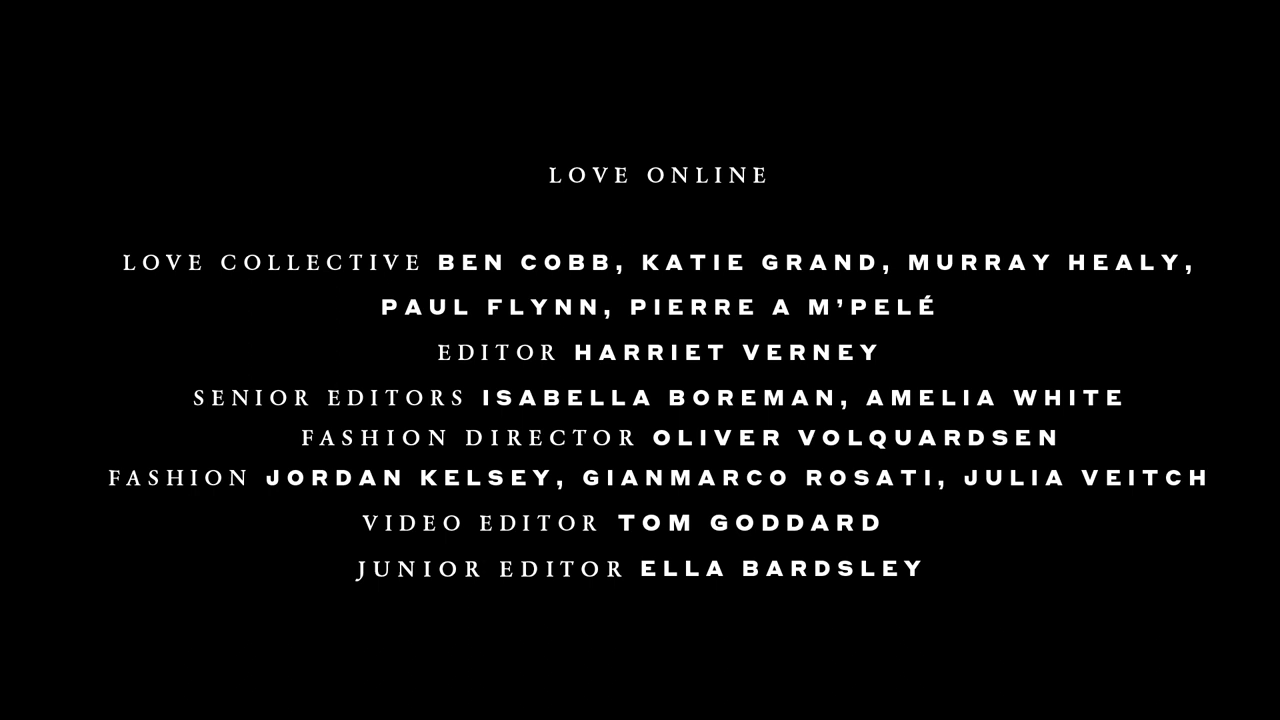 LOVE ONLINE
LOVE COLLECTIVE BEN COBB, KATIE GRAND, MURRAY HEALY,
PAUL FLYNN, PIERRE A M’PELÉ
EDITOR HARRIET VERNEY
SENIOR EDITORS ISABELLA BOREMAN, AMELIA WHITE
FASHION DIRECTOR OLIVER VOLQUARDSEN
FASHION JORDAN KELSEY, GIANMARCO ROSATI, JULIA VEITCH
VIDEO EDITOR TOM GODDARD
JUNIOR EDITOR ELLA BARDSLEY